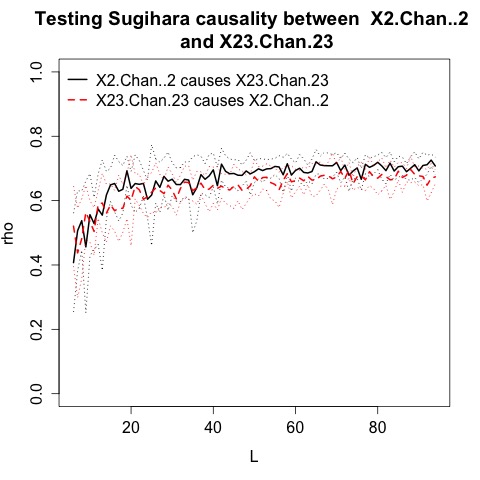 Testing Sugihara causality between  X2.Chan..2
and X23.Chan.23
X2.Chan..2 causes X23.Chan.23
X23.Chan.23 causes X2.Chan..2
1.0
0.8
0.6
0.4
0.2
0.0
rho
20 40 60 80
L